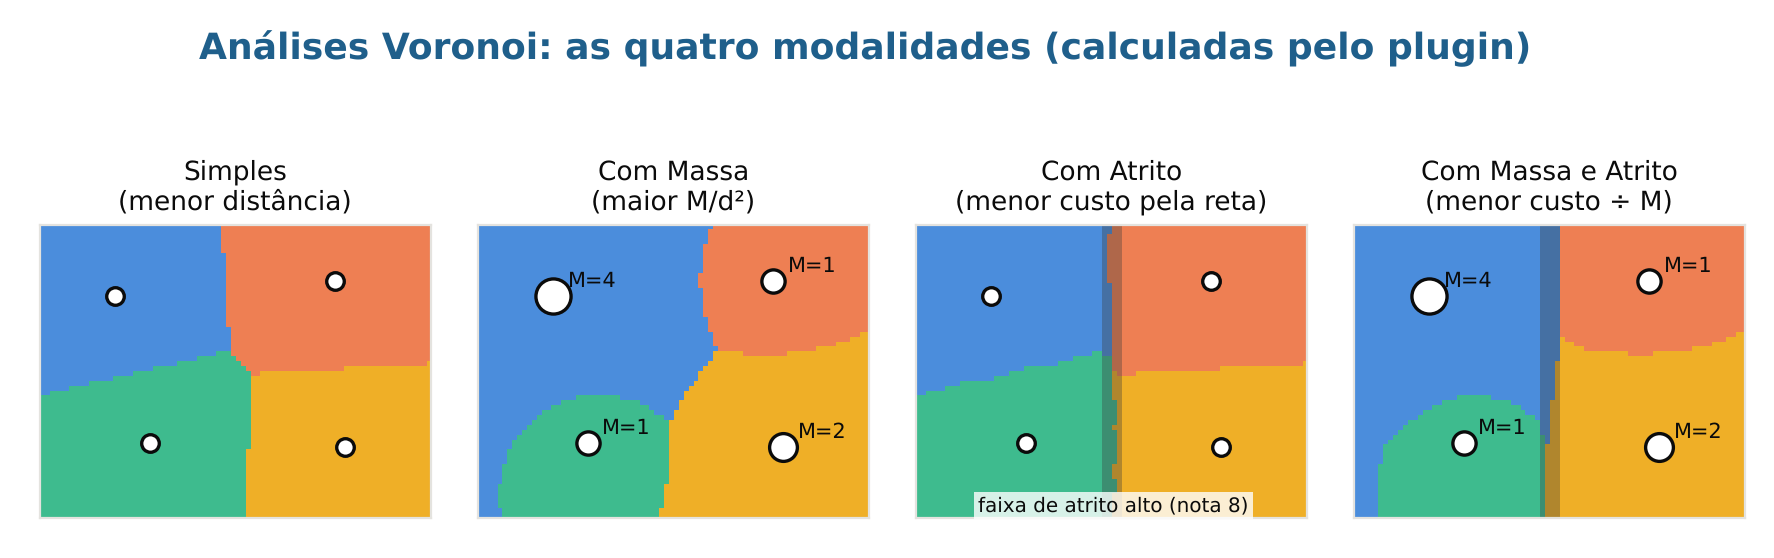 Análises Voronoi: as quatro modalidades (calculadas pelo plugin)
Simples
(menor distância)
Com Massa
(maior M/d²)
M=4
M=1
M=1
M=2
Com Atrito
(menor custo pela reta)
faixa de atrito alto (nota 8)
Com Massa e Atrito
(menor custo ÷ M)
M=4
M=1
M=1
M=2